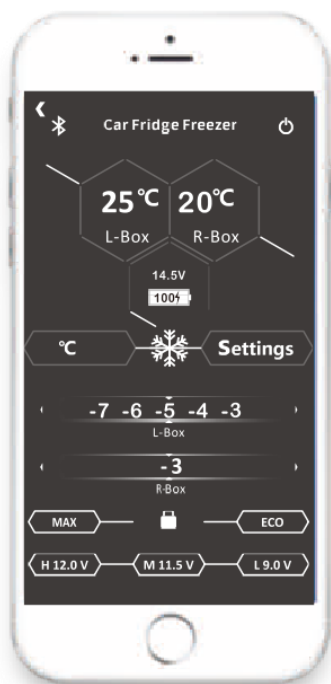 Car Fridge Freezer
25°C 20°C
L-Box R-Box
14.5V
100
°C Settings
-7 -6 -5 -4 -3
L-Box
-3
R-Box
MAX ECO
H 12.0 V M 11.5 V L 9.0 V